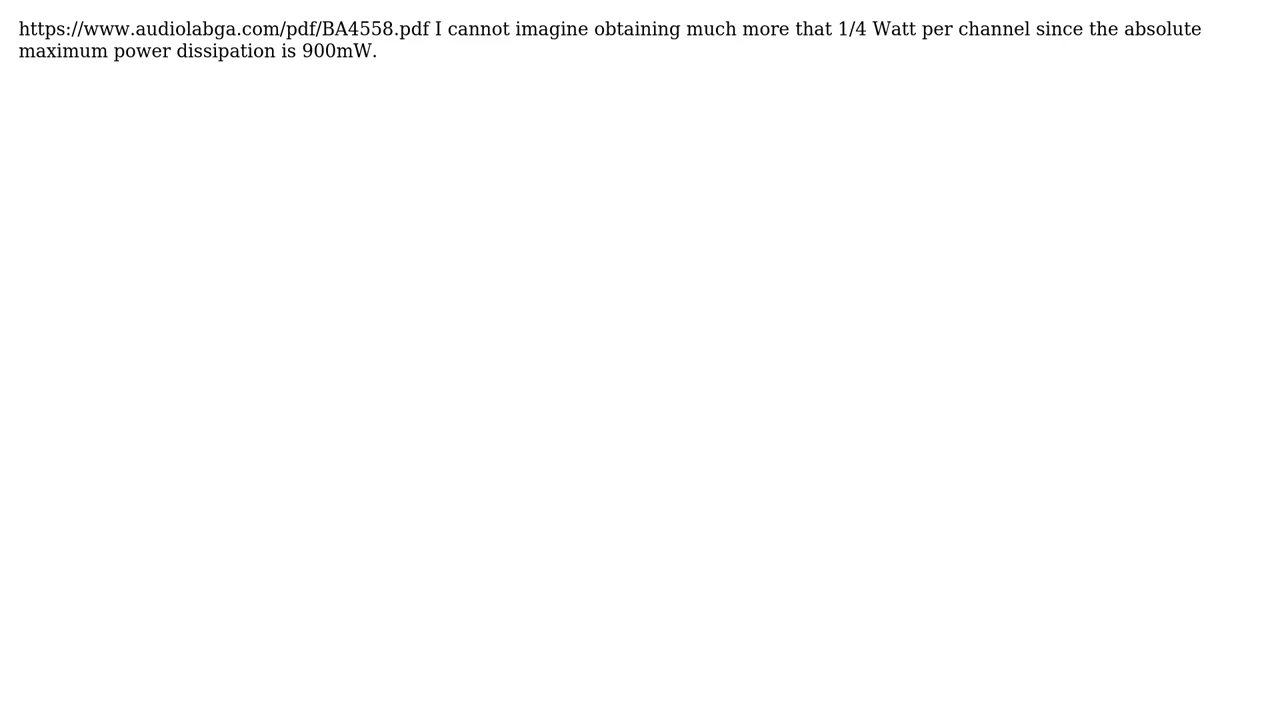 https://www.audiolabga.com/pdf/BA4558.pdf I cannot imagine obtaining much more that 1/4 Watt per channel since the absolute
maximum power dissipation is 900mW.